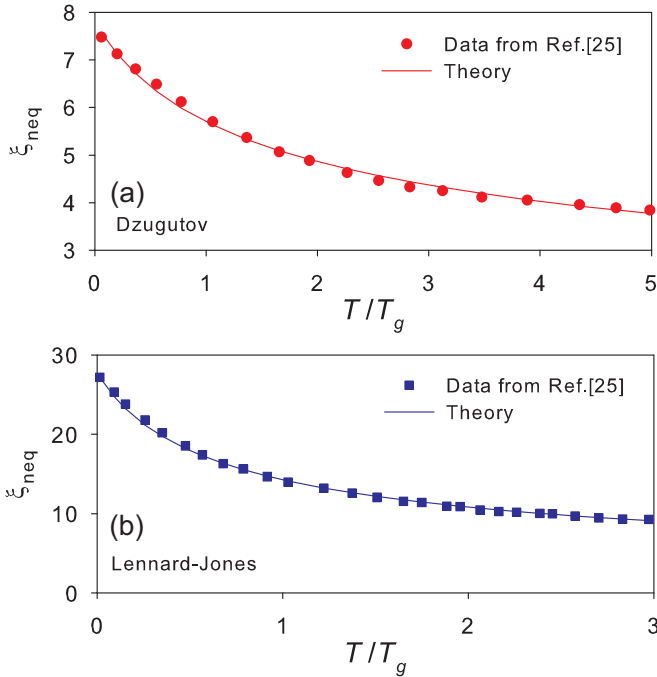 8
7
6
5
4
3
ξneq
Data from Ref.[25]
Theory
(a)
Dzugutov
0 1 2 3 4 5
T/Tg
30
20
10
0
ξneq
Data from Ref.[25]
Theory
(b)
Lennard-Jones
0 1 2 3
T/Tg